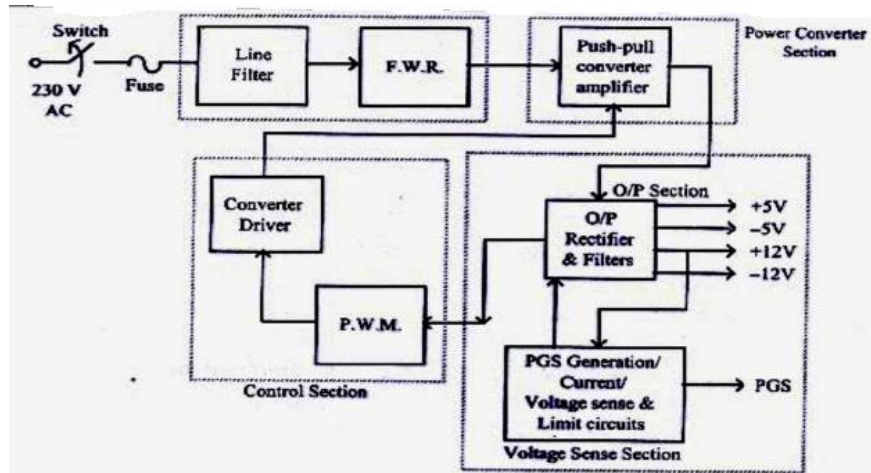 Switch
230 V
AC
Fuse
Line
Filter
F.W.R.
Push-pull
converter
amplifier
Power Converter
Section
Converter
Driver
P.W.M.
Control Section
O/P Section
O/P
Rectifier
& Filters
+5V
–5V
+12V
–12V
PGS Generation/
Current/
Voltage sense &
Limit circuits
PGS
Voltage Sense Section